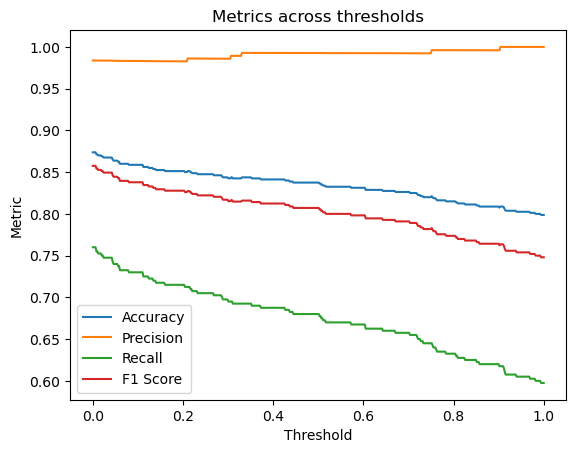 Metrics across thresholds
1.00
0.95
0.90
0.85
0.80
0.75
0.70
0.65
0.60
Metric
Accuracy
Precision
Recall
F1 Score
0.0 0.2 0.4 0.6 0.8 1.0
Threshold